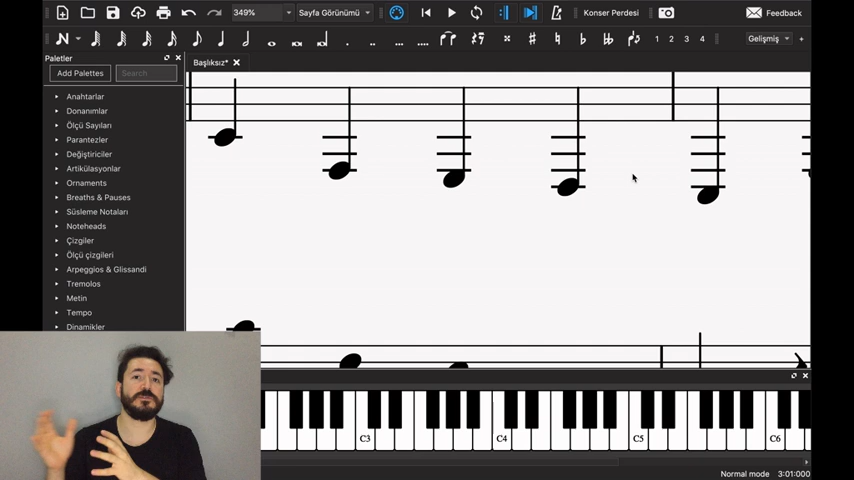 349%
Sayfa Görünümü
Konser Perdesi
Feedback
1 2 3 4
Gelişmiş
Paletler
Başlıksız*
Add Palettes
Search
Anahtarlar
Donanımlar
Ölçü Sayıları
Parantezler
Değiştiriciler
Artikülasyonlar
Ornaments
Breaths & Pauses
Süsleme Notaları
Noteheads
Çizgiler
Ölçü çizgileri
Arpeggios & Glissandi
Tremolos
Metin
Tempo
Dinamikler
C3 C4 C5 C6
Normal mode 3:01:000